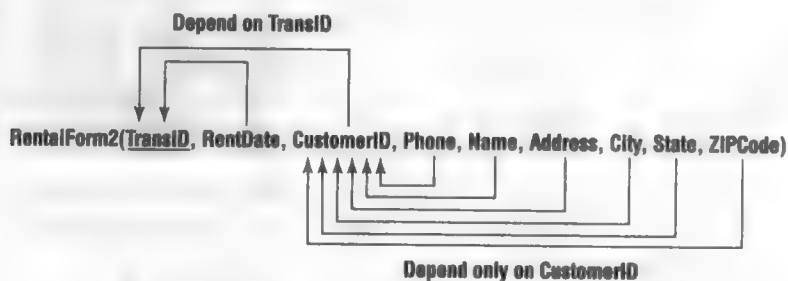 Depend on TransID
RentalForm2(TransID, RentDate, CustomerID, Phone, Name, Address, City, State, ZIPCode)
Depend only on CustomerID